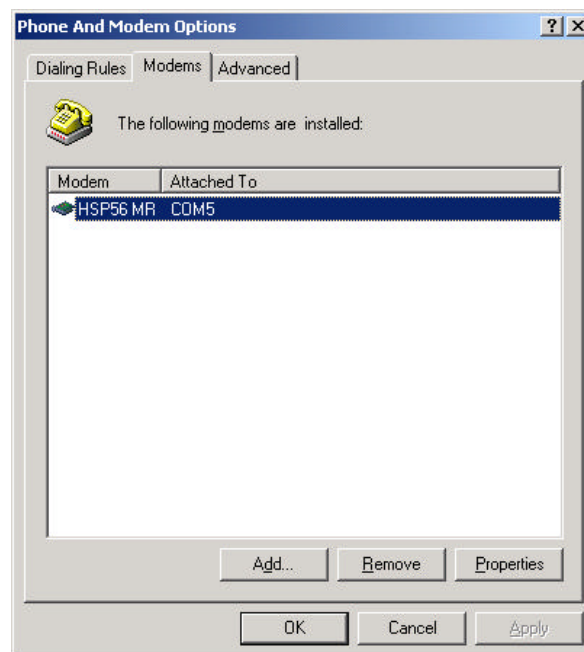 Phone And Modem Options
Dialing Rules Modems Advanced
The following modems are installed:
Modem Attached To
HSP56 MR COM5
Add... Remove Properties
OK Cancel Apply